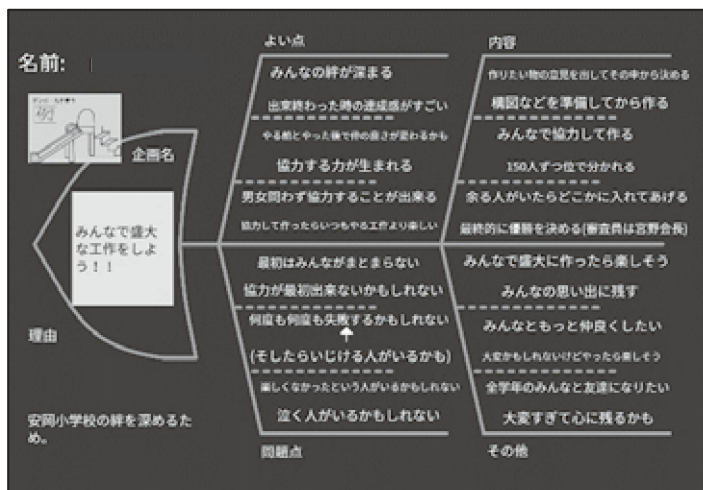 名前:
企画名
みんなで盛大
な工作をしよ
う！！
理由
安岡小学校の絆を深めるた
め。
よい点
みんなの絆が深まる
出来終わった時の達成感がすごい
やる前とやった後で仲の良さが変わるかも
協力する力が生まれる
男女問わず協力することが出来る
協力して作ったらいつもやる工作より楽しい
内容
作りたい物の意見を出してその中から決める
構図などを準備してから作る
みんなで協力して作る
150人ずつ位で分かれる
余る人がいたらどこかに入れてあげる
最終的に優勝を決める(審査員は宮野会長)
最初はみんながまとまらない
協力が最初出来ないかもしれない
何度も何度も失敗するかもしれない
(そしたらいじける人がいるかも)
楽しくなかったという人がいるかもしれない
泣く人がいるかもしれない
問題点
みんなで盛大に作ったら楽しそう
みんなの思い出に残す
みんなともっと仲良くしたい
大変かもしれないけどやったら楽しそう
全学年のみんなと友達になりたい
大変すぎて心に残るかも
その他